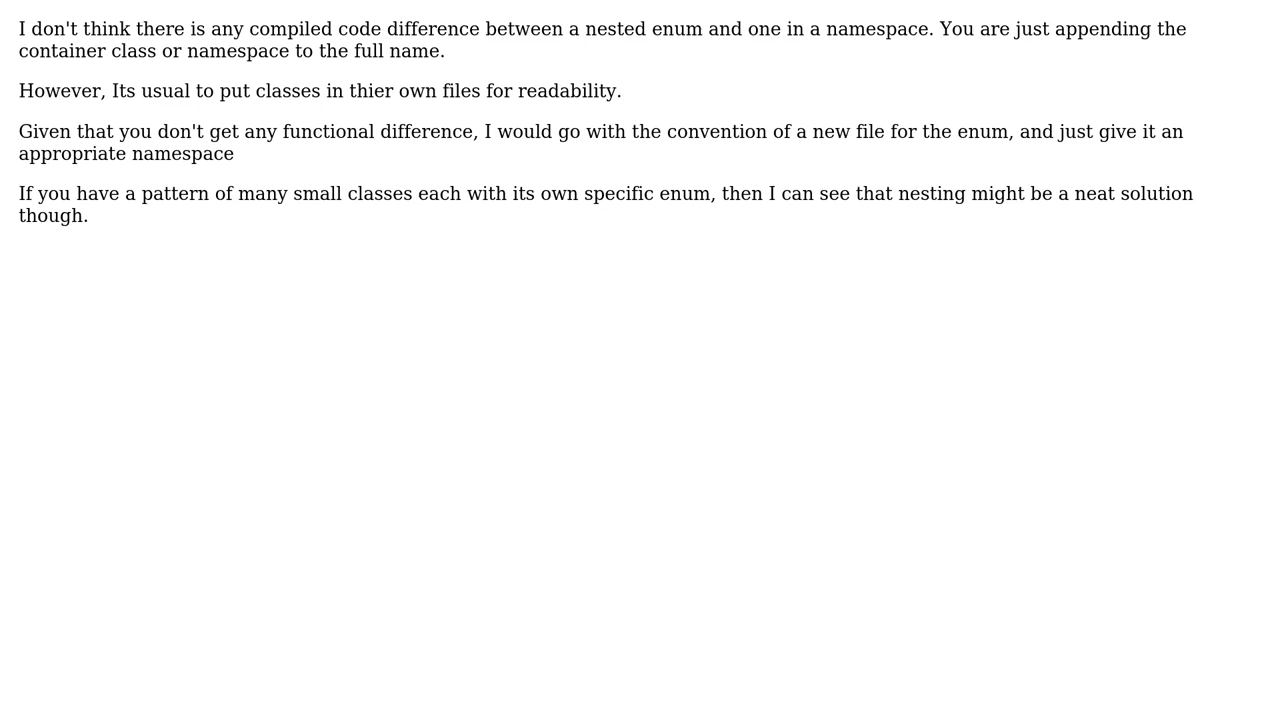 I don't think there is any compiled code difference between a nested enum and one in a namespace. You are just appending the
container class or namespace to the full name.
However, Its usual to put classes in thier own files for readability.
Given that you don't get any functional difference, I would go with the convention of a new file for the enum, and just give it an
appropriate namespace
If you have a pattern of many small classes each with its own specific enum, then I can see that nesting might be a neat solution
though.